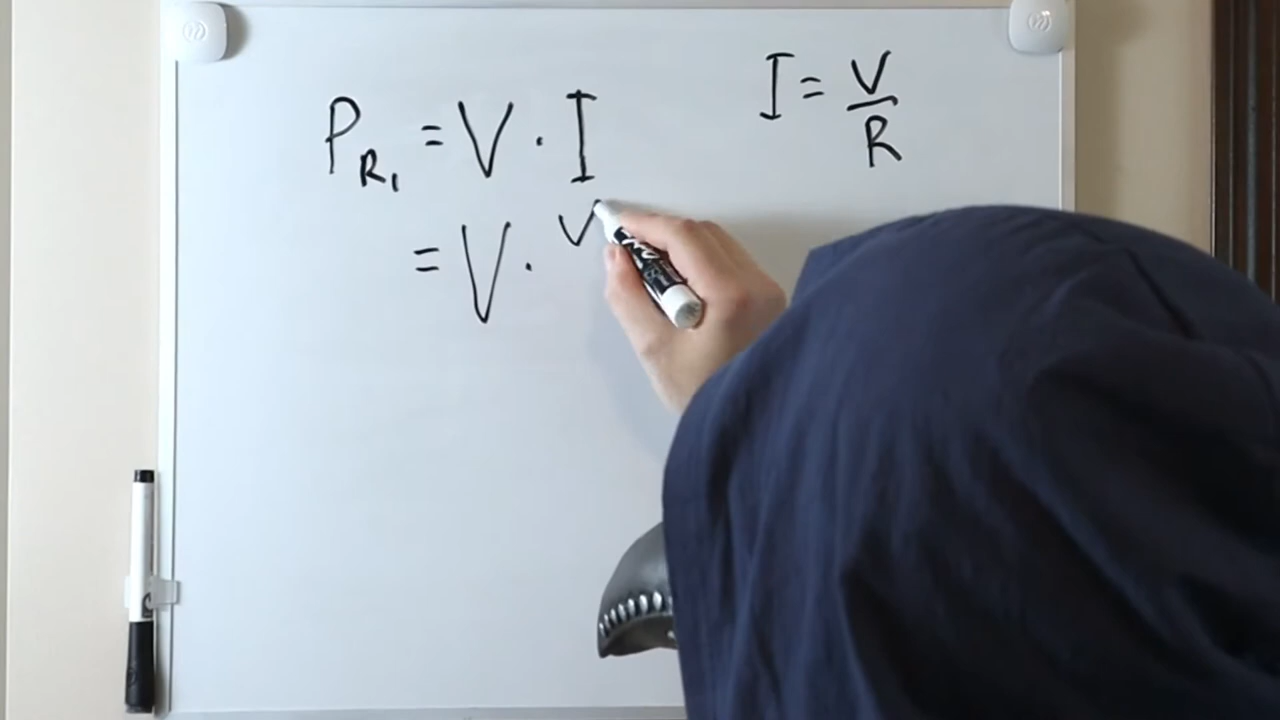 P_R₁ = V · I
I = V/R
= V · V